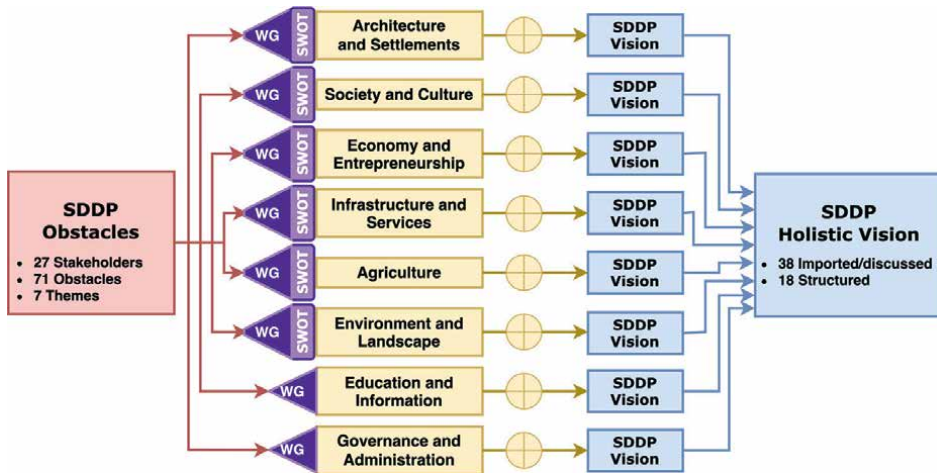 SDDP
Obstacles
• 27 Stakeholders
• 71 Obstacles
• 7 Themes
WG
SWOT
Architecture
and Settlements
SDDP
Vision
WG
SWOT
Society and Culture
SDDP
Vision
WG
SWOT
Economy and
Entrepreneurship
SDDP
Vision
WG
SWOT
Infrastructure and
Services
SDDP
Vision
WG
SWOT
Agriculture
SDDP
Vision
WG
SWOT
Environment and
Landscape
SDDP
Vision
WG
Education and
Information
SDDP
Vision
WG
Governance and
Administration
SDDP
Vision
SDDP
Holistic Vision
• 38 Imported/discussed
• 18 Structured